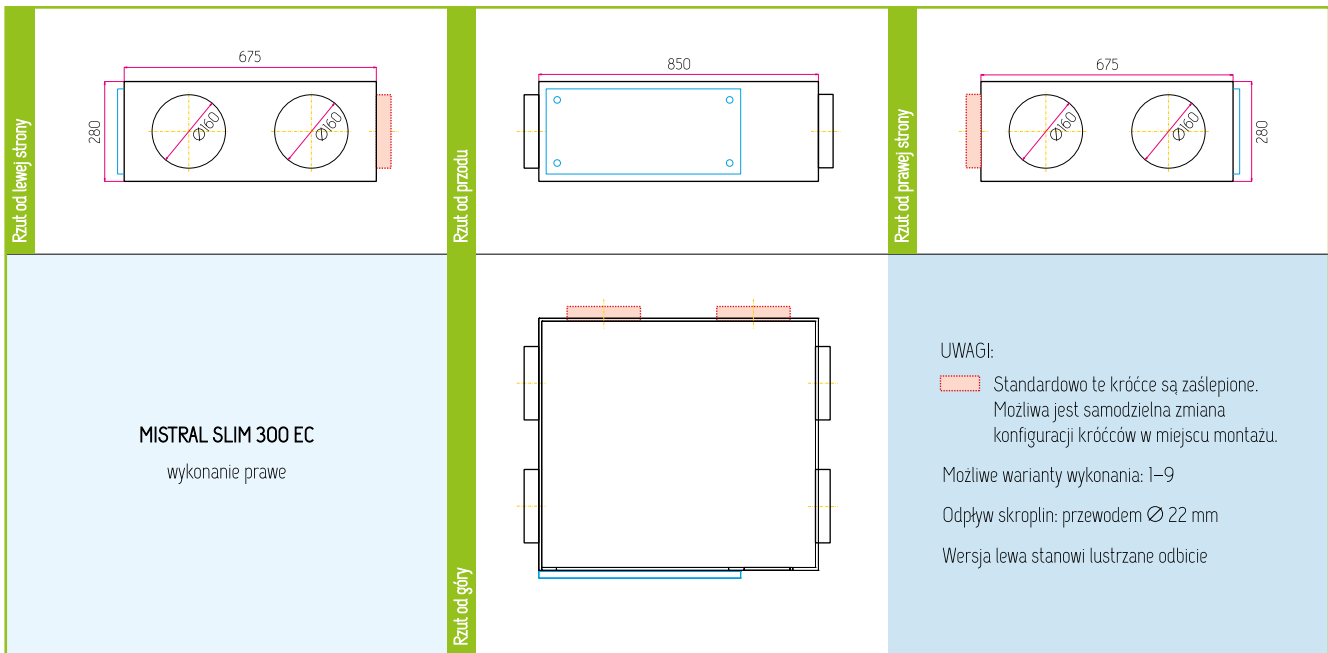 Rzut od lewej strony
675
280
Ø160
Ø160
Rzut od przodu
850
Rzut od prawej strony
675
Ø160
Ø160
280
MISTRAL SLIM 300 EC
wykonanie prawe
Rzut od góry
UWAGI:
Standardowo te króćce są zaślepione.
Możliwa jest samodzielna zmiana
konfiguracji króćców w miejscu montażu.
Możliwe warianty wykonania: 1–9
Odpływ skroplin: przewodem Ø 22 mm
Wersja lewa stanowi lustrzane odbicie